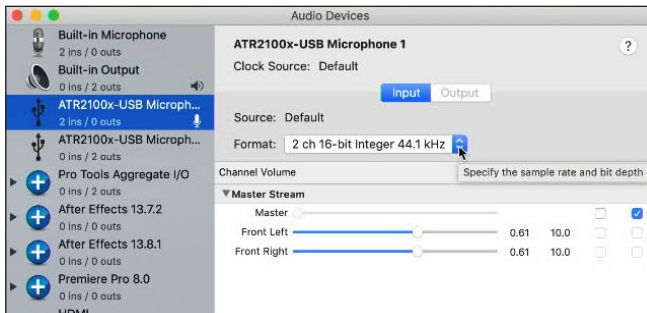 Audio Devices
Built-in Microphone
2 ins / 0 outs
Built-in Output
0 ins / 2 outs
ATR2100x-USB Microph...
2 ins / 0 outs
ATR2100x-USB Microph...
0 ins / 2 outs
Pro Tools Aggregate I/O
0 ins / 2 outs
After Effects 13.7.2
0 ins / 0 outs
After Effects 13.8.1
0 ins / 0 outs
Premiere Pro 8.0
0 ins / 0 outs
HDMI
ATR2100x-USB Microphone 1
?
Clock Source: Default
Input Output
Source: Default
Format: 2 ch 16-bit Integer 44.1 kHz
Channel Volume
Specify the sample rate and bit depth
Master Stream
Master
Front Left 0.61 10.0
Front Right 0.61 10.0